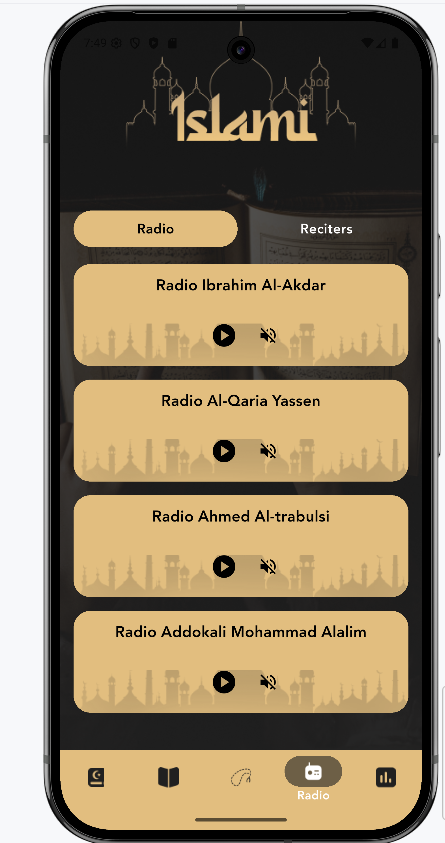 7:49
Islami
Radio
Reciters
Radio Ibrahim Al-Akdar
Radio Al-Qaria Yassen
Radio Ahmed Al-trabulsi
Radio Addokali Mohammad Alalim
Radio